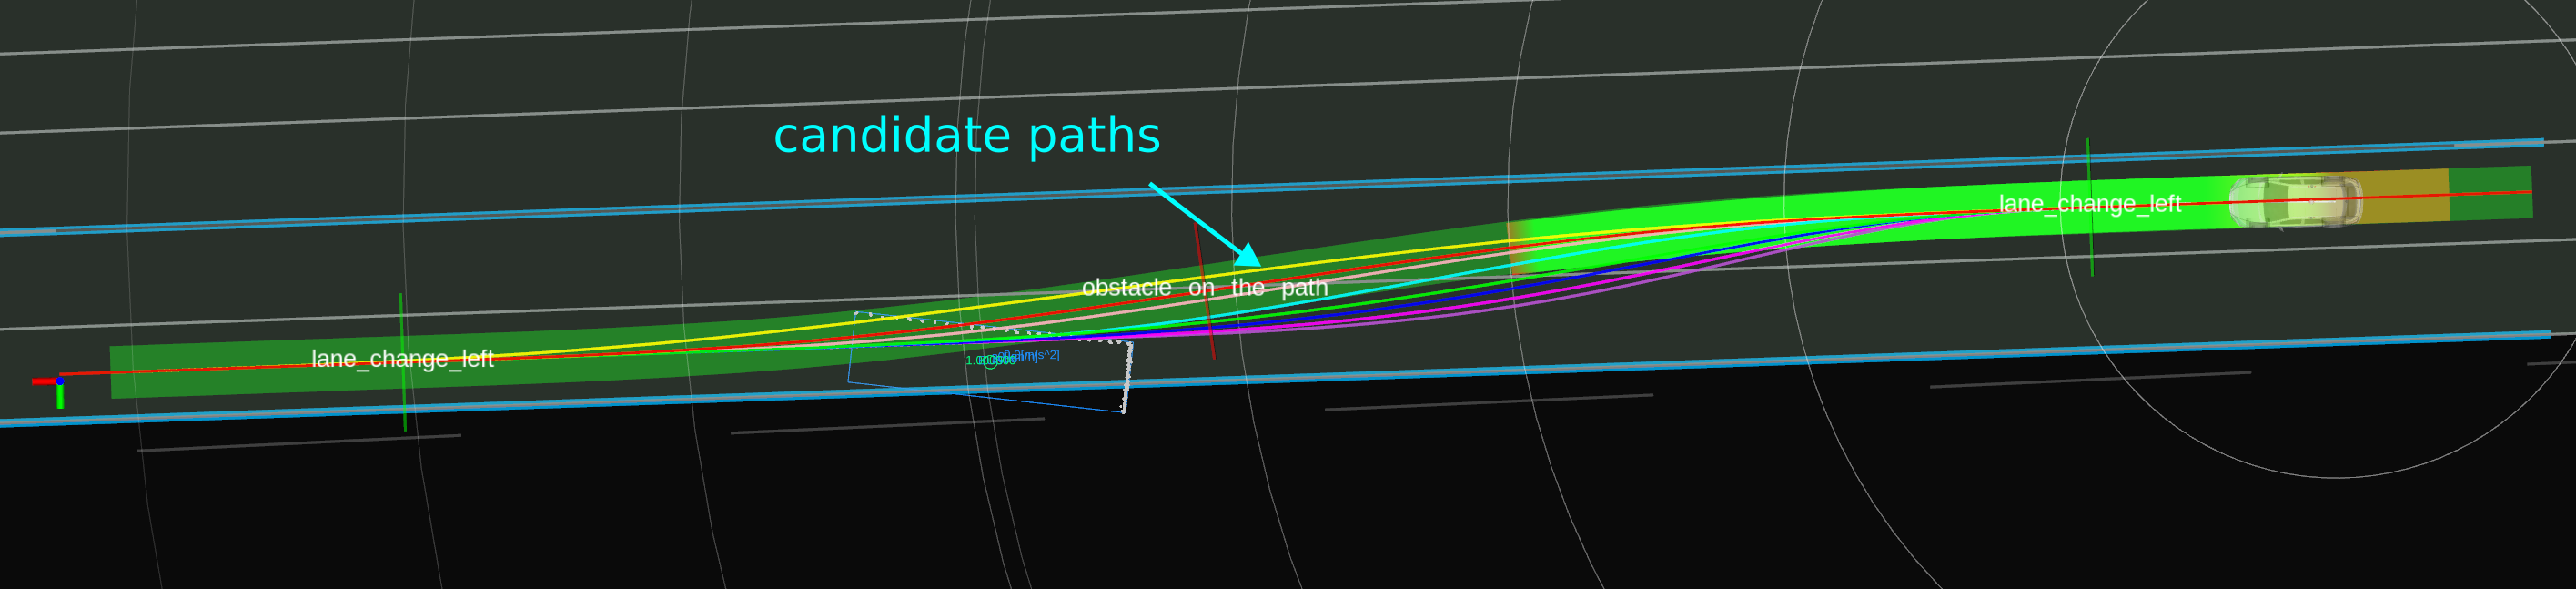 candidate paths
lane_change_left
obstacle on the path
lane_change_left